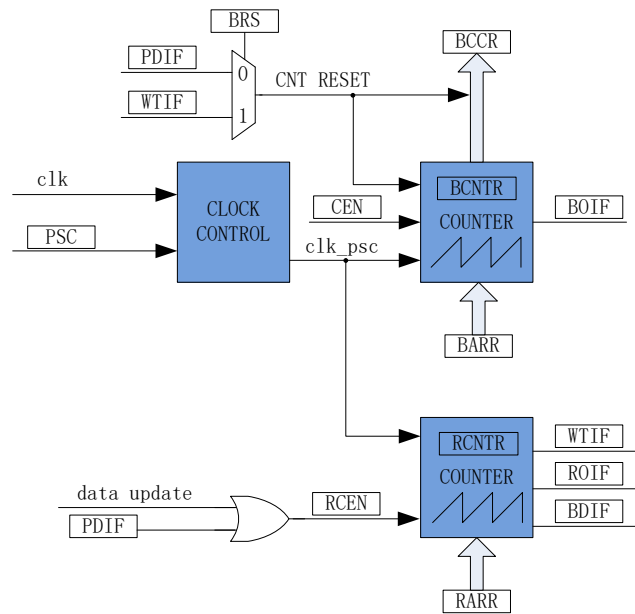 BRS
BCCR
PDIF
0
CNT RESET
WTIF
1
clk
CLOCK
CONTROL
PSC
clk_psc
CEN
BCNTR
COUNTER
BOIF
BARR
RCNTR
COUNTER
WTIF
ROIF
BDIF
data update
PDIF
RCEN
RARR